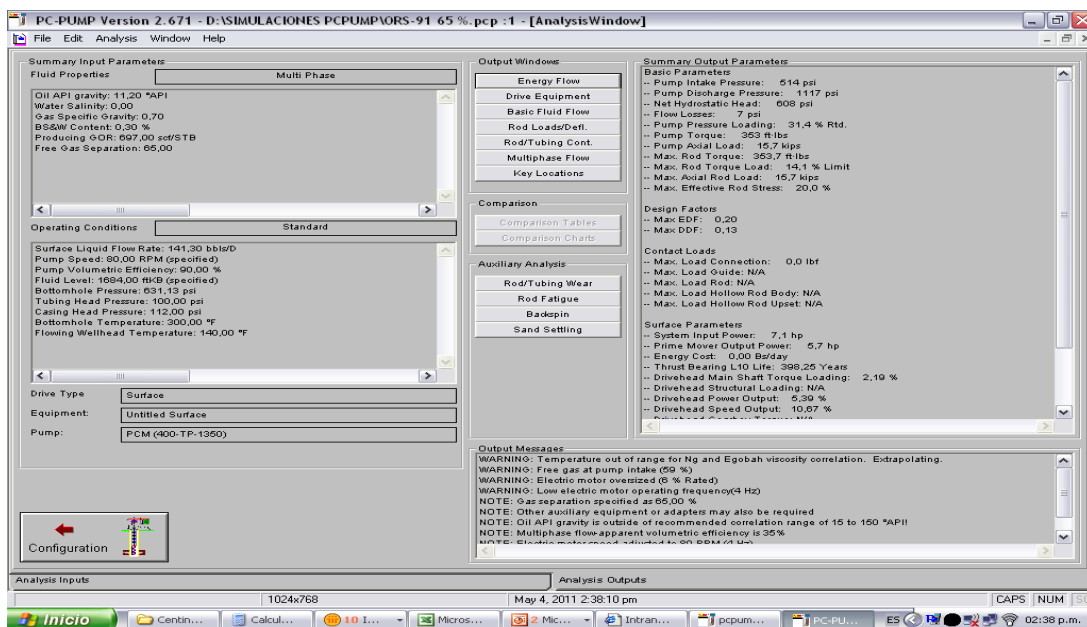 PC-PUMP Version 2.671 - D:\SIMULACIONES PCPUMP\ORS-91 65 %.pcp :1 - [AnalysisWindow]
File Edit Analysis Window Help
Summary Input Parameters
Fluid Properties
Multi Phase
Oil API gravity: 11,20 °API
Water Salinity: 0,00
Gas Specific Gravity: 0,70
BS&W Content: 0,30 %
Producing GOR: 697,00 scf/STB
Free Gas Separation: 65,00
Operating Conditions
Standard
Surface Liquid Flow Rate: 141,30 bbls/D
Pump Speed: 80,00 RPM (specified)
Pump Volumetric Efficiency: 90,00 %
Fluid Level: 1684,00 ftKB (specified)
Bottomhole Pressure: 631,13 psi
Tubing Head Pressure: 100,00 psi
Casing Head Pressure: 112,00 psi
Bottomhole Temperature: 300,00 °F
Flowing Wellhead Temperature: 140,00 °F
Drive Type
Surface
Equipment:
Untitled Surface
Pump:
PCM (400-TP-1350)
Configuration
Output Windows
Energy Flow
Drive Equipment
Basic Fluid Flow
Rod Loads/Defl.
Rod/Tubing Cont.
Multiphase Flow
Key Locations
Comparison
Comparison Tables
Comparison Charts
Auxiliary Analysis
Rod/Tubing Wear
Rod Fatigue
Backspin
Sand Settling
Summary Output Parameters
Basic Parameters
-- Pump Intake Pressure: 514 psi
-- Pump Discharge Pressure: 1117 psi
-- Net Hydrostatic Head: 608 psi
-- Flow Losses: 7 psi
-- Pump Pressure Loading: 31,4 % Rtd.
-- Pump Torque: 353 ft·lbs
-- Pump Axial Load: 15,7 kips
-- Max. Rod Torque: 353,7 ft·lbs
-- Max. Rod Torque Load: 14,1 % Limit
-- Max. Axial Rod Load: 15,7 kips
-- Max. Effective Rod Stress: 20,0 %
Design Factors
-- Max EDF: 0,20
-- Max DDF: 0,13
Contact Loads
-- Max. Load Connection: 0,0 lbf
-- Max. Load Guide: N/A
-- Max. Load Rod: N/A
-- Max. Load Hollow Rod Body: N/A
-- Max. Load Hollow Rod Upset: N/A
Surface Parameters
-- System Input Power: 7,1 hp
-- Prime Mover Output Power: 5,7 hp
-- Energy Cost: 0,00 Bs/day
-- Thrust Bearing L10 Life: 398,25 Years
-- Drivehead Main Shaft Torque Loading: 2,19 %
-- Drivehead Structural Loading: N/A
-- Drivehead Power Output: 5,39 %
-- Drivehead Speed Output: 10,67 %
-- Drivehead Gearbox Torque: N/A
Output Messages
WARNING: Temperature out of range for Ng and Egobah viscosity correlation. Extrapolating.
WARNING: Free gas at pump intake (59 %)
WARNING: Electric motor oversized (6 % Rated)
WARNING: Low electric motor operating frequency(4 Hz)
NOTE: Gas separation specified as 65,00 %
NOTE: Other auxiliary equipment or adapters may also be required
NOTE: Oil API gravity is outside of recommended correlation range of 15 to 150 °API!
NOTE: Multiphase flow-apparent volumetric efficiency is 35%
NOTE: Electric motor speed adjusted to 80 RPM (4 Hz)
Analysis Inputs
Analysis Outputs
1024x768
May 4, 2011 2:38:10 pm
CAPS NUM
Inicio
Centin...
Calcul...
10 I...
Micros...
2 Mic...
Intran...
pcpum...
PC-PU...
ES
02:38 p.m.